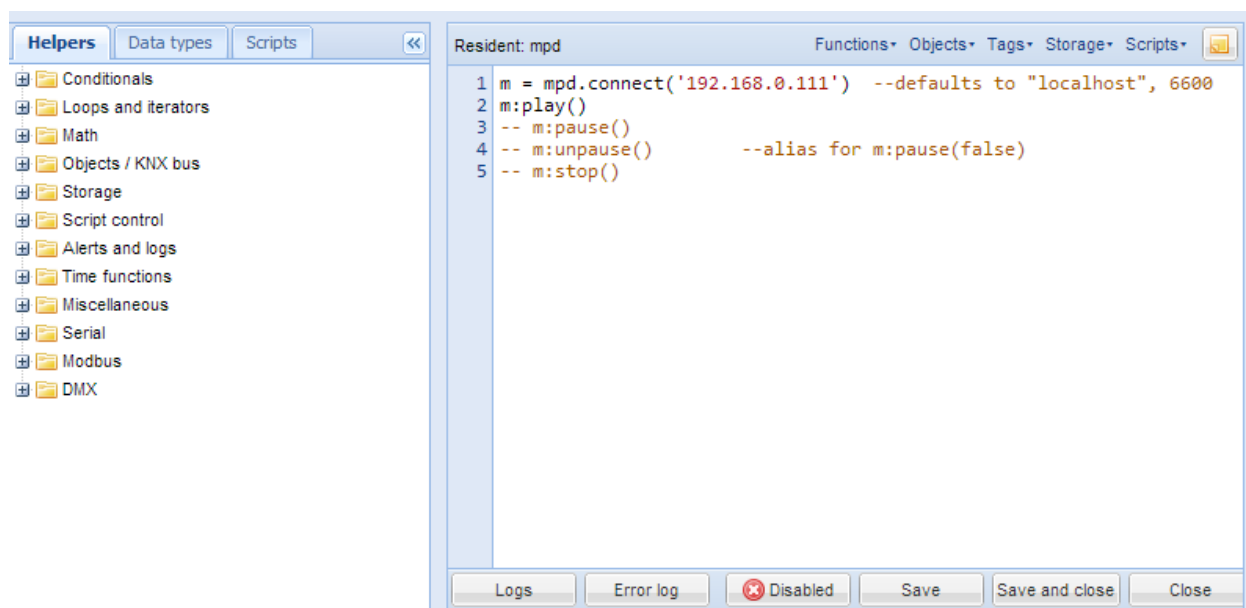 Helpers Data types Scripts
Conditionals
Loops and iterators
Math
Objects / KNX bus
Storage
Script control
Alerts and logs
Time functions
Miscellaneous
Serial
Modbus
DMX
Resident: mpd Functions Objects Tags Storage Scripts
1 m = mpd.connect('192.168.0.111')  --defaults to "localhost", 6600
2 m:play()
3 -- m:pause()
4 -- m:unpause()        --alias for m:pause(false)
5 -- m:stop()
Logs Error log Disabled Save Save and close Close